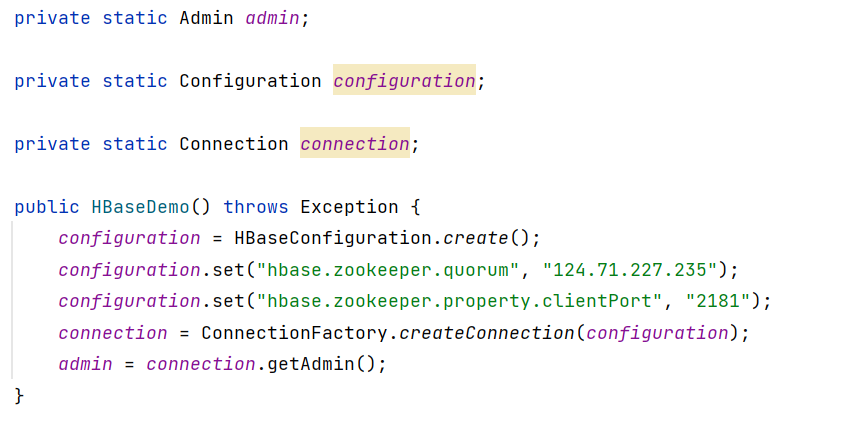 private static Admin admin;
private static Configuration configuration;
private static Connection connection;
public HBaseDemo() throws Exception {
    configuration = HBaseConfiguration.create();
    configuration.set("hbase.zookeeper.quorum", "124.71.227.235");
    configuration.set("hbase.zookeeper.property.clientPort", "2181");
    connection = ConnectionFactory.createConnection(configuration);
    admin = connection.getAdmin();
}